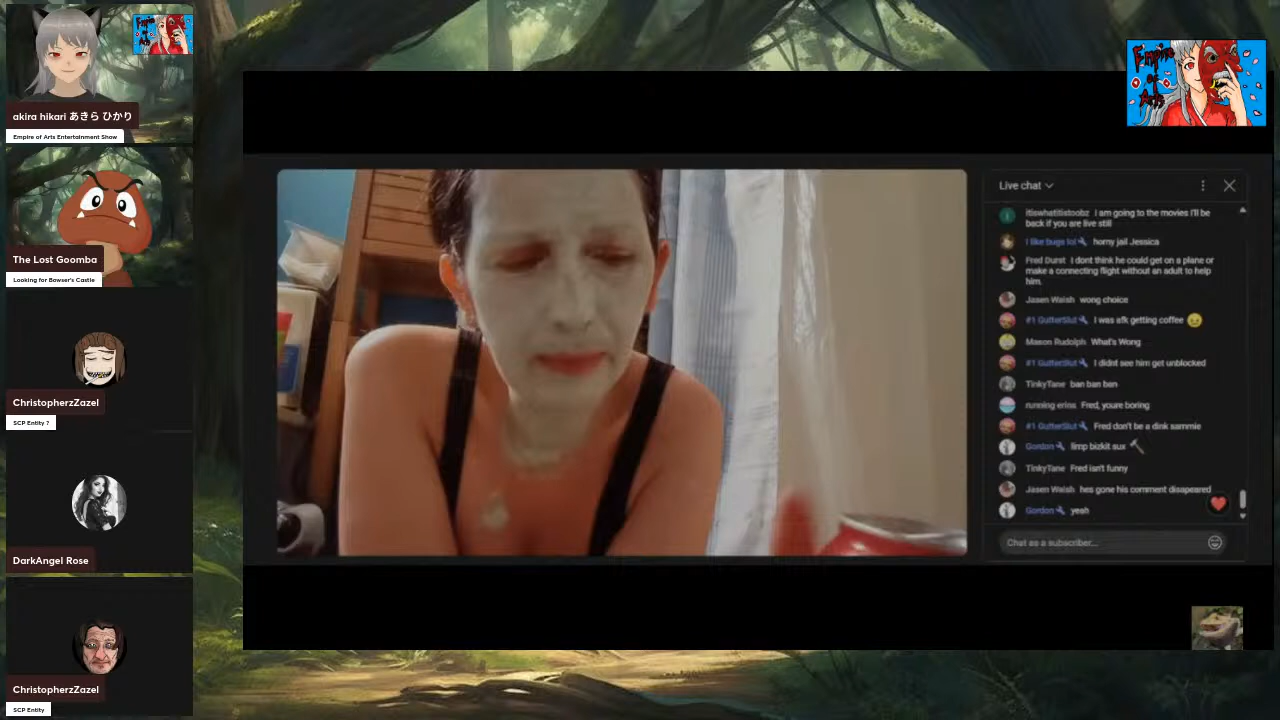 akira hikari あきら ひかり
Empire of Arts Entertainment Show
The Lost Goomba
Looking for Bowser's Castle
ChristopherzZazel
SCP Entity ?
DarkAngel Rose
ChristopherzZazel
SCP Entity
Empire
of
Arts
Live chat
itiswhatitistoobz I am going to the movies I'll be
back if you are live still
I like bugs lol horny jail Jessica
Fred Durst I dont think he could get on a plane or
make a connecting flight without an adult to help
him.
Jasen Walsh wong choice
#1 GutterSlut I was afk getting coffee
Mason Rudolph What's Wong
#1 GutterSlut I didnt see him get unblocked
TinkyTane ban ban ban
running erins Fred, youre boring
#1 GutterSlut Fred don't be a dink sammie
Gordon limp bizkit sux
TinkyTane Fred isn't funny
Jasen Walsh hes gone his comment disapeared
Gordon yeah
Chat as a subscriber...